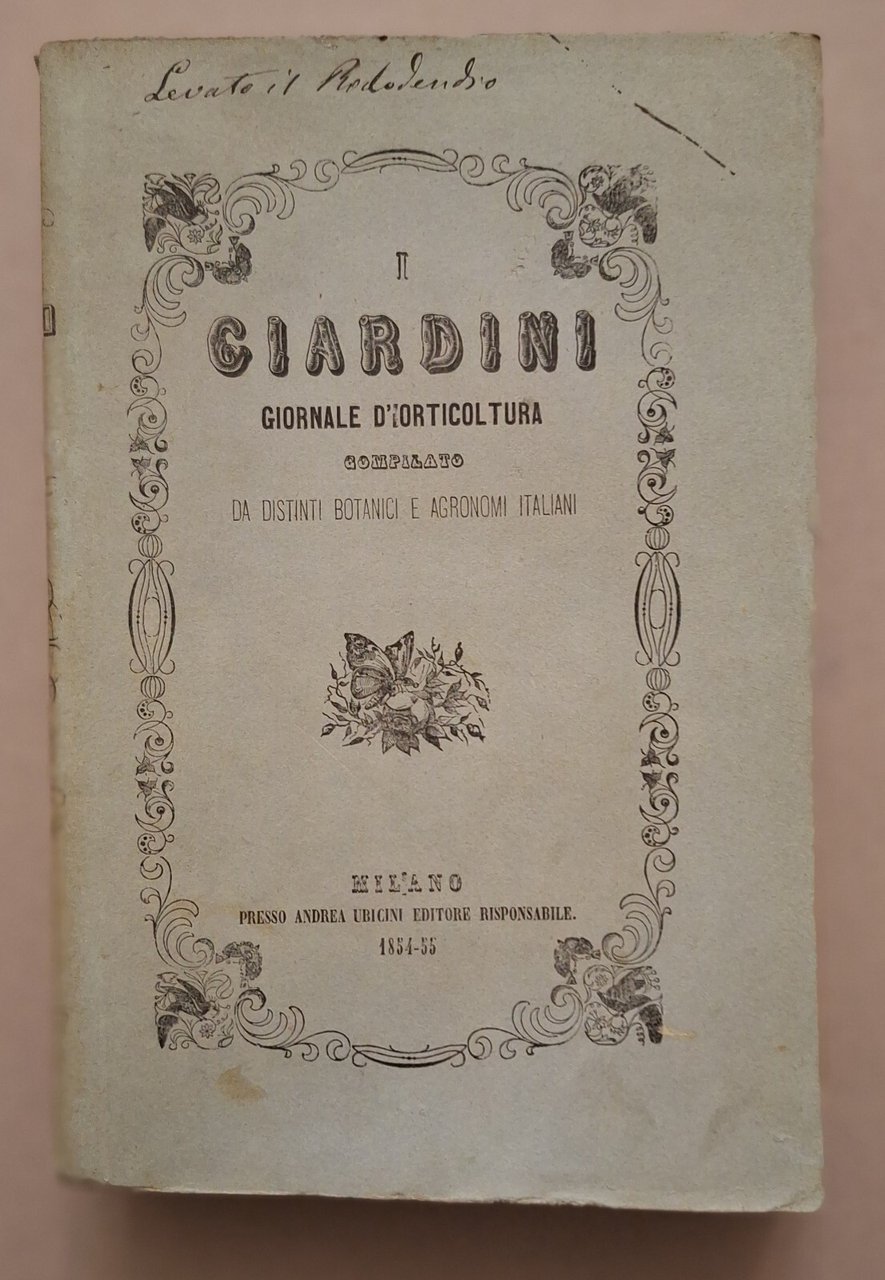 Levato il Rododendro
I
GIARDINI
GIORNALE D'ORTICOLTURA
COMPILATO
DA DISTINTI BOTANICI E AGRONOMI ITALIANI
MILANO
PRESSO ANDREA UBICINI EDITORE RISPONSABILE.
1854-55